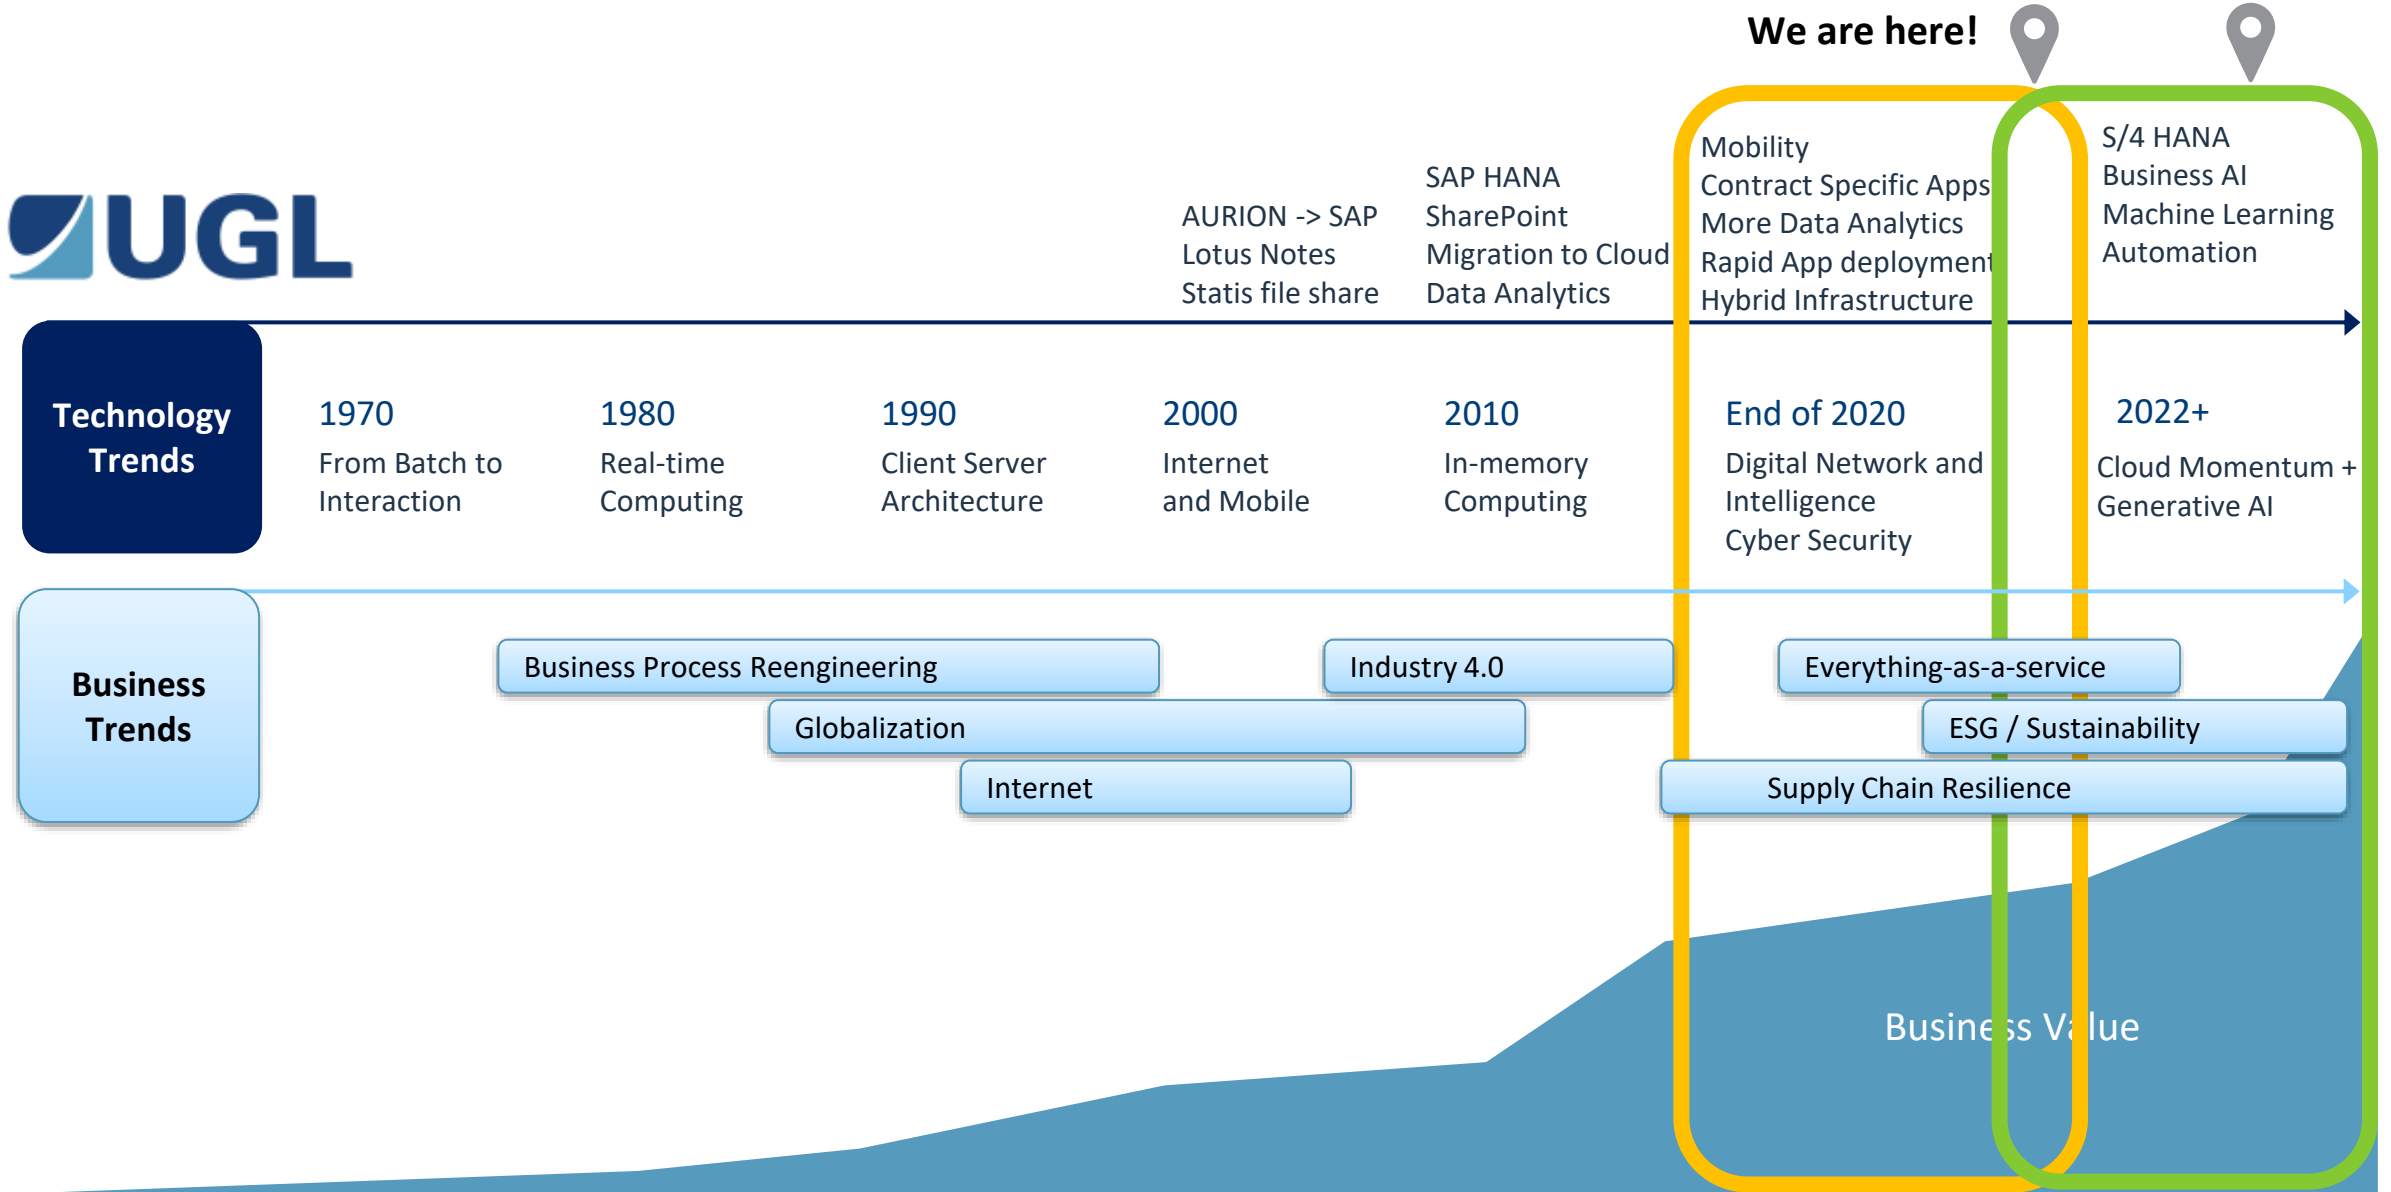 We are here!
UGL
AURION -> SAP
Lotus Notes
Statis file share
SAP HANA
SharePoint
Migration to Cloud
Data Analytics
Mobility
Contract Specific Apps
More Data Analytics
Rapid App deployment
Hybrid Infrastructure
S/4 HANA
Business AI
Machine Learning
Automation
Technology
Trends
1970
From Batch to
Interaction
1980
Real-time
Computing
1990
Client Server
Architecture
2000
Internet
and Mobile
2010
In-memory
Computing
End of 2020
Digital Network and
Intelligence
Cyber Security
2022+
Cloud Momentum +
Generative AI
Business
Trends
Business Process Reengineering
Industry 4.0
Everything-as-a-service
Globalization
ESG / Sustainability
Internet
Supply Chain Resilience
Business Value